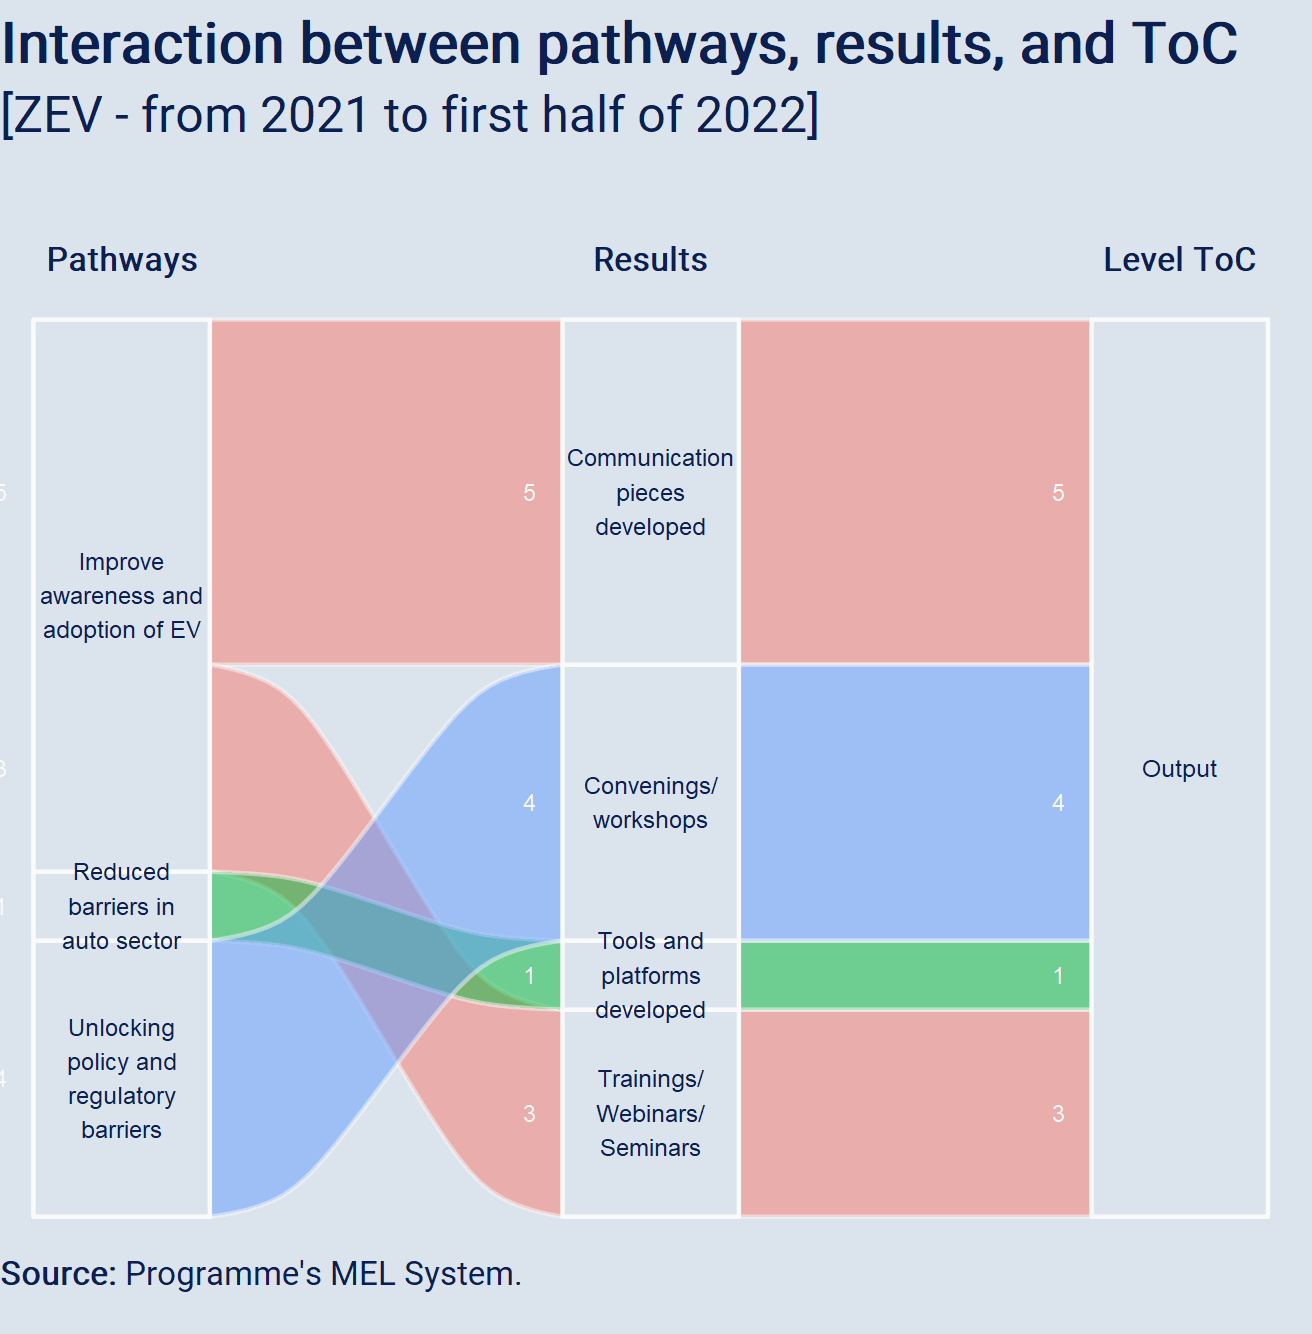 Interaction between pathways, results, and ToC
[ZEV - from 2021 to first half of 2022]
Pathways
Results
Level ToC
Improve
awareness and
adoption of EV
Reduced
barriers in
auto sector
Unlocking
policy and
regulatory
barriers
5
3
1
4
5
4
1
3
Communication
pieces
developed
Convenings/
workshops
Tools and
platforms
developed
Trainings/
Webinars/
Seminars
5
4
1
3
Output
Source: Programme's MEL System.